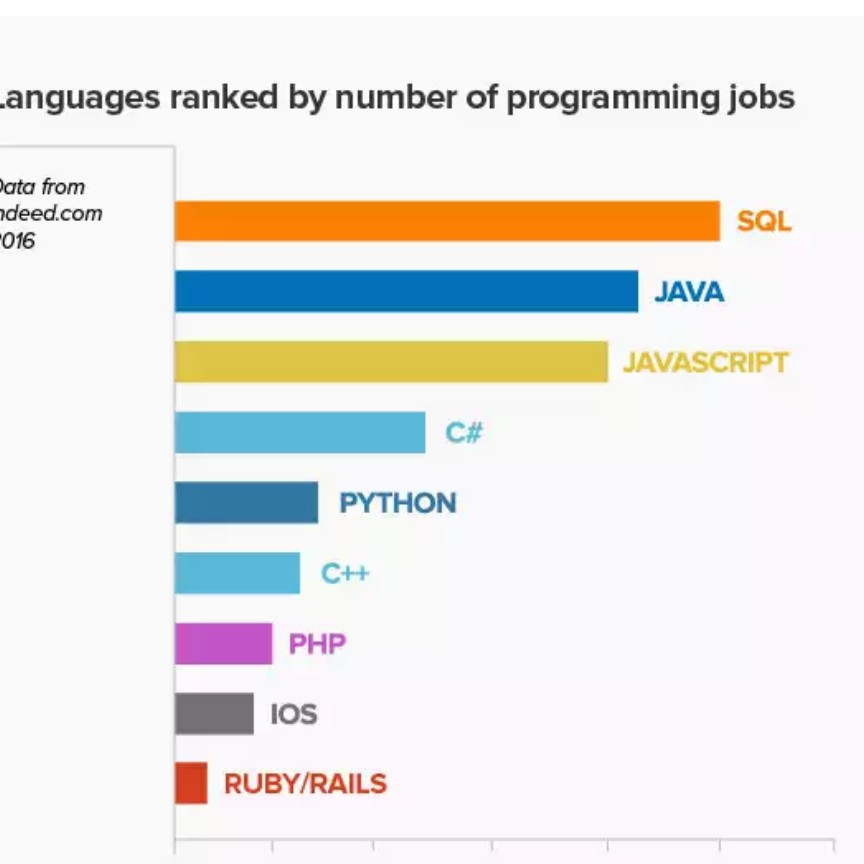 Languages ranked by number of programming jobs
Data from
indeed.com
2016
SQL
JAVA
JAVASCRIPT
C#
PYTHON
C++
PHP
IOS
RUBY/RAILS